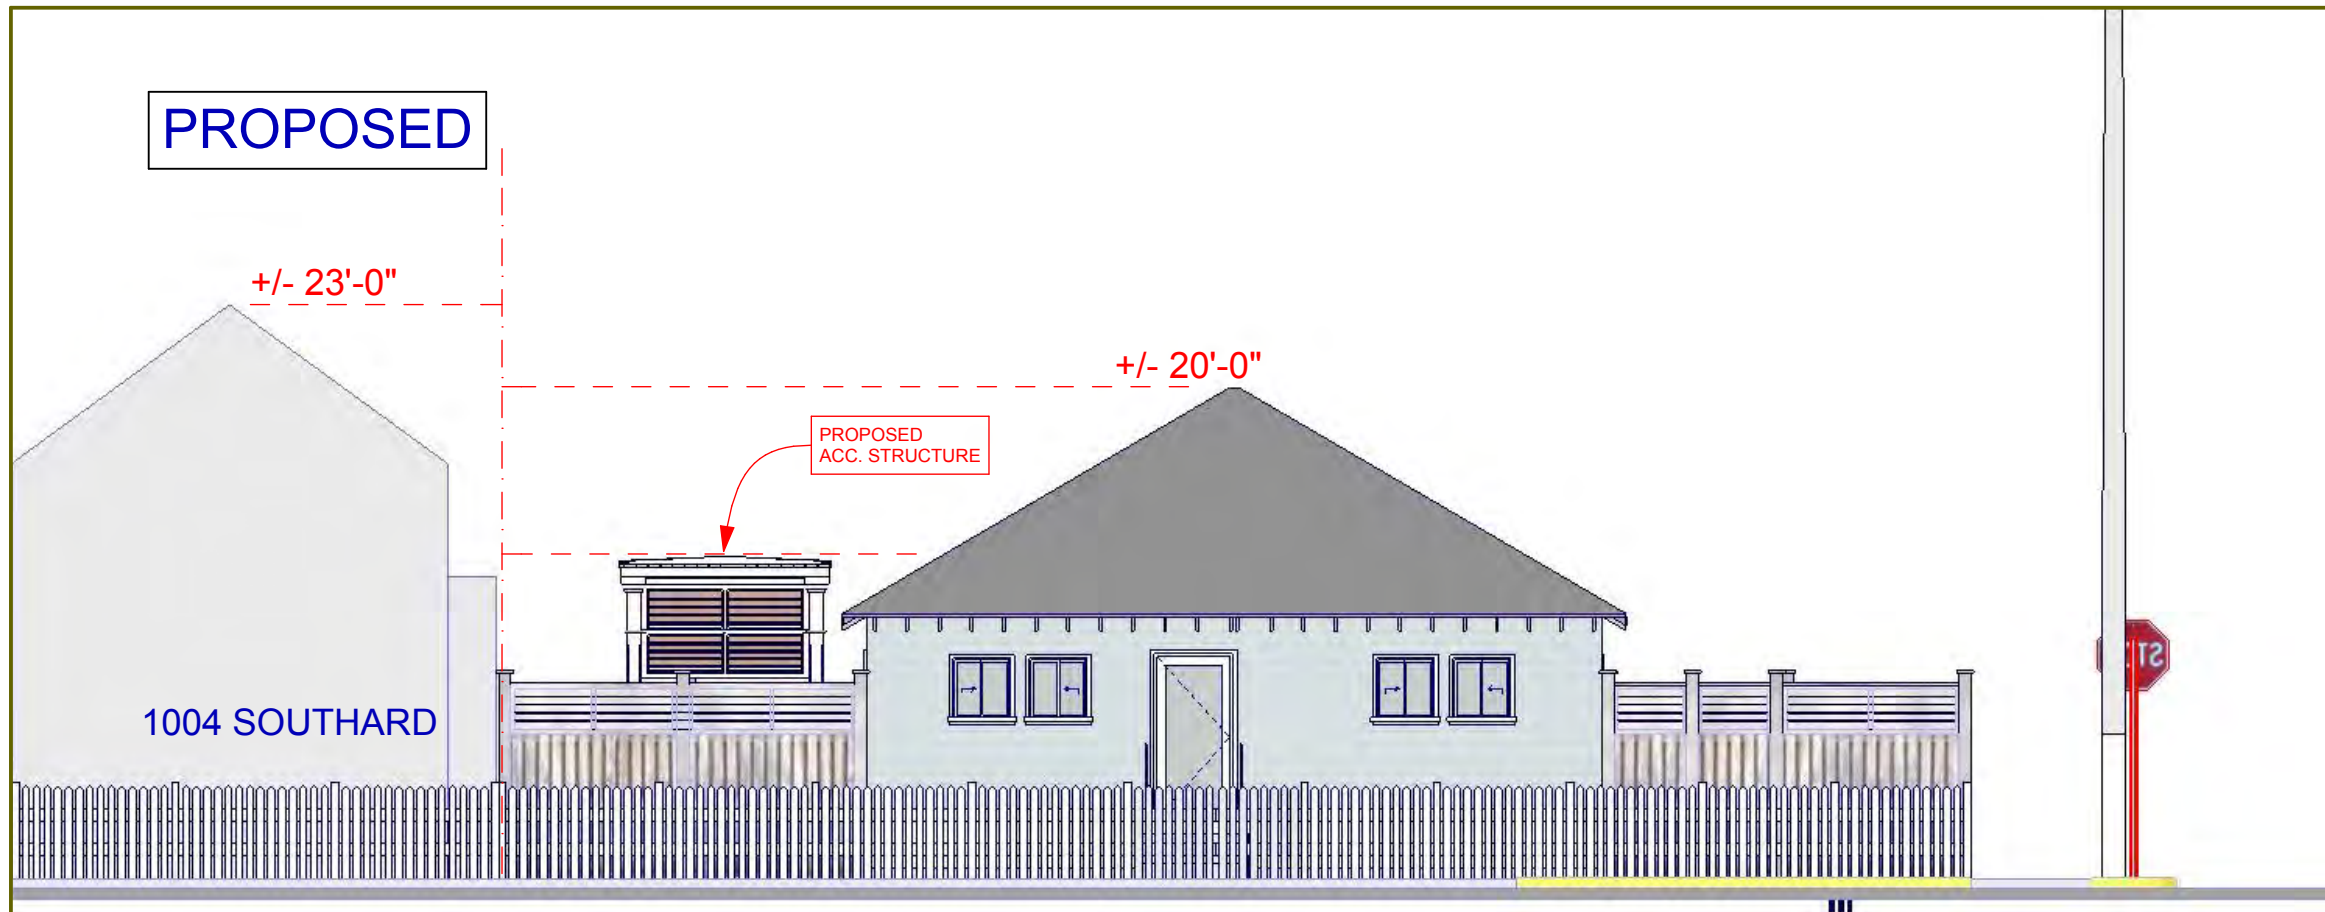 PROPOSED
+/- 23'-0"
+/- 20'-0"
PROPOSED
ACC. STRUCTURE
1004 SOUTHARD